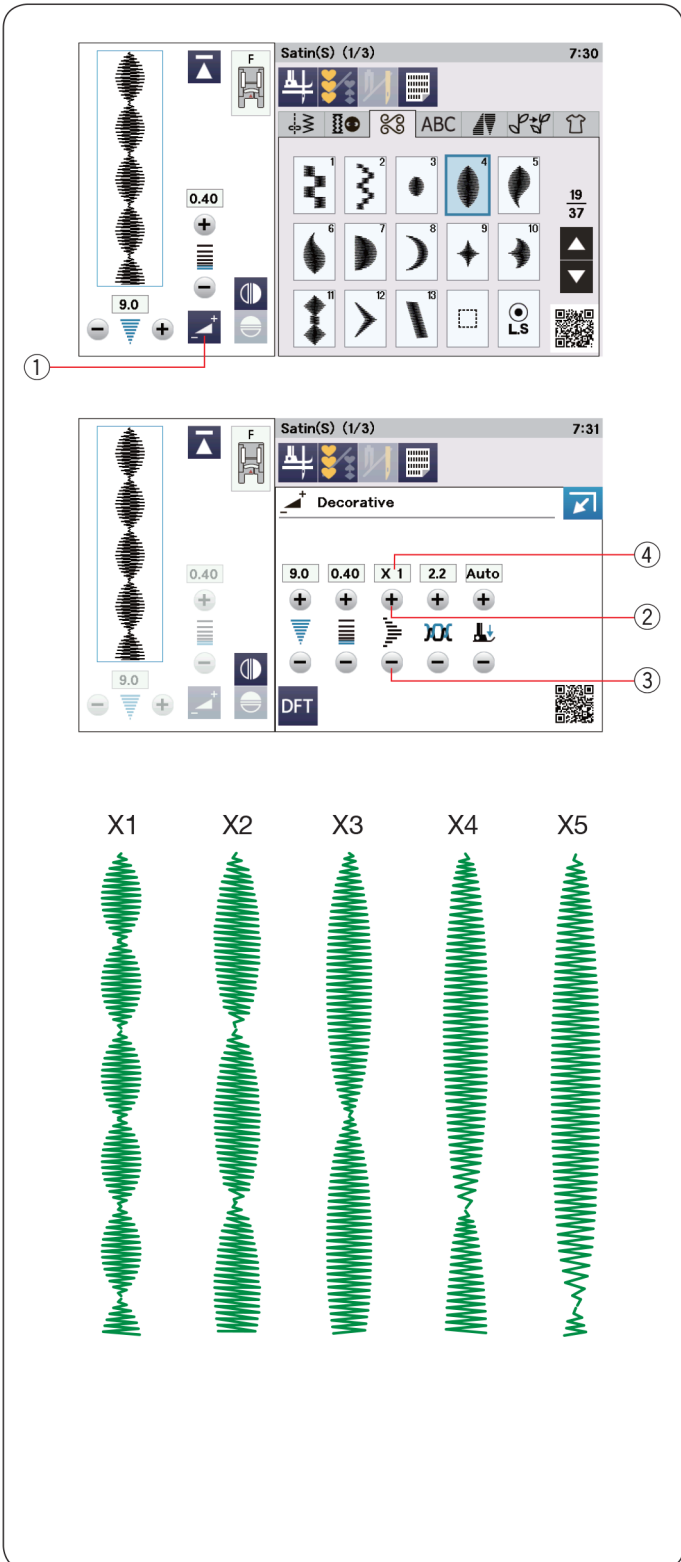 Satin(S) (1/3) 7:30
F
ABC
1 2 3 4 5
0.40
19
37
6 7 8 9 10
9.0
11 12 13
L.S
1
Satin(S) (1/3) 7:31
F
Decorative
4
0.40
9.0 0.40 X 1 2.2 Auto
2
9.0
3
DFT
X1 X2 X3 X4 X5